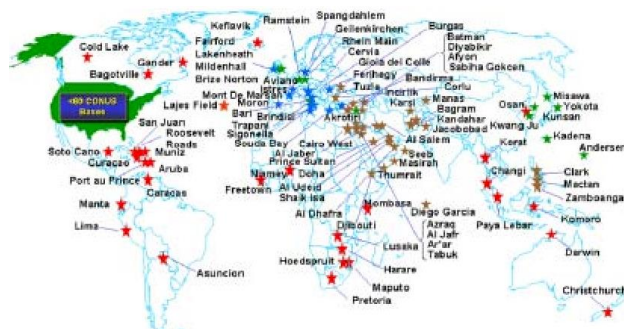 Keflavik
Ramstein
Spangdahlem
Geilenkirchen
Rhein Main
Cervia
Gioia del Colle
Ferihegy
Tuzla
Burgas
Batman
Diyabikir
Afyon
Sabiha Gokcen
Bandirma
Corlu
Incirlik
Karsi
Manas
Bagram
Kandahar
Jacobobad
Cold Lake
Gander
Bagotville
Fairford
Lakenheath
Mildenhall
Brize Norton
Aviano
Istres
Mont De Marsan
Moron
Lajes Field
Bari
Brindisi
Trapani
Sigonella
Souda Bay
Akrotiri
Cairo West
Al Jaber
Prince Sultan
Al Salem
Seeb
Masirah
Thumrait
Niamey
Doha
Al Udeid
Shaik Isa
Freetown
Al Dhafra
Djibouti
Mombasa
Diego Garcia
Azraq
Al Jafr
Ar'ar
Tabuk
<80 CONUS
Bases
San Juan
Roosevelt
Roads
Soto Cano
Muniz
Curacao
Aruba
Port au Prince
Caracas
Manta
Lima
Asuncion
Lusaka
Hoedspruit
Harare
Maputo
Pretoria
Misawa
Osan
Yokota
Kunsan
Kwang Ju
Kadena
Korat
Andersen
Changi
Clark
Mactan
Zamboanga
Paya Lebar
Komoro
Darwin
Christchurch